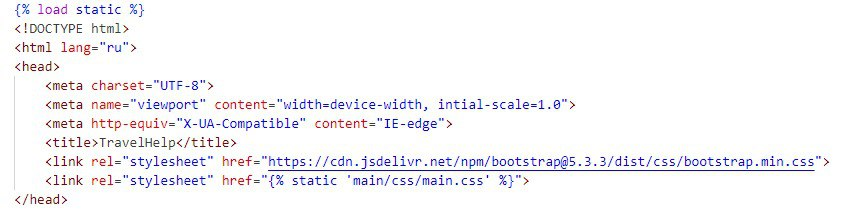 {% load static %}
<!DOCTYPE html>
<html lang="ru">
<head>
<meta charset="UTF-8">
<meta name="viewport" content="width=device-width, intial-scale=1.0">
<meta http-equiv="X-UA-Compatible" content="IE-edge">
<title>TravelHelp</title>
<link rel="stylesheet" href="https://cdn.jsdelivr.net/npm/bootstrap@5.3.3/dist/css/bootstrap.min.css">
<link rel="stylesheet" href="{% static 'main/css/main.css' %}">
</head>